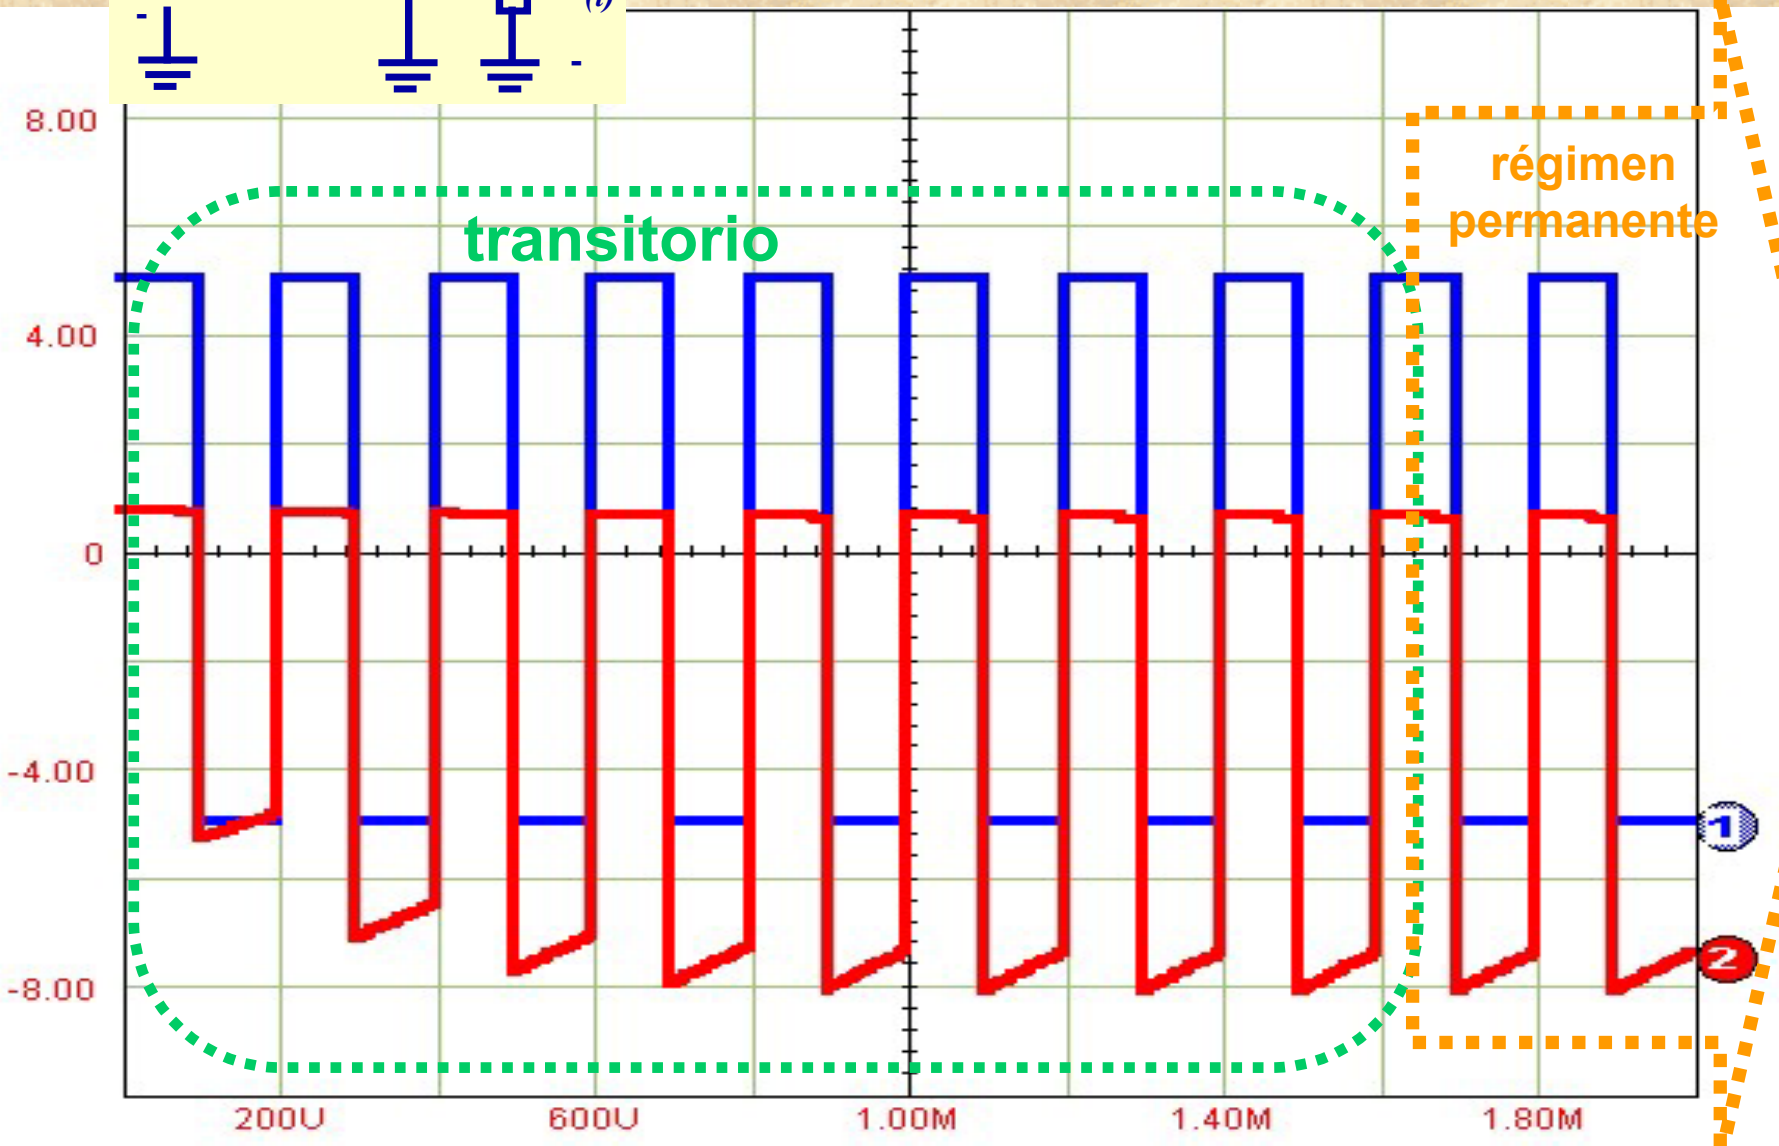 -
(t)
-
8.00
régimen
permanente
transitorio
4.00
0
-4.00
1
2
-8.00
200U
600U
1.00M
1.40M
1.80M